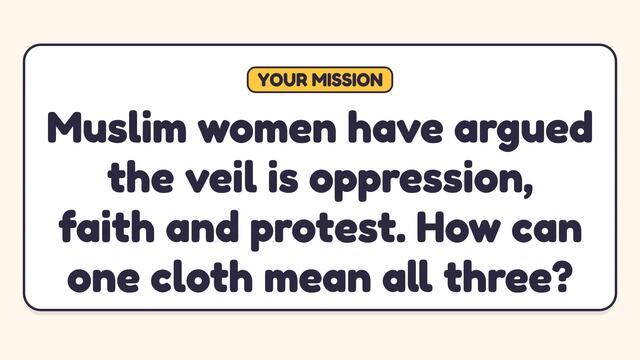 YOUR MISSION
Muslim women have argued
the veil is oppression,
faith and protest. How can
one cloth mean all three?